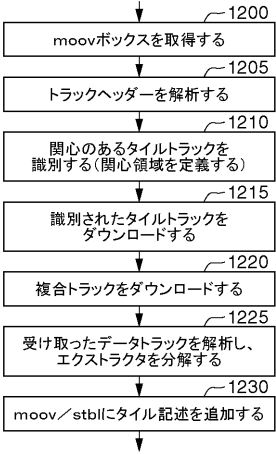 1200
moovボックスを取得する
1205
トラックヘッダーを解析する
1210
関心のあるタイルトラックを
識別する(関心領域を定義する)
1215
識別されたタイルトラックを
ダウンロードする
1220
複合トラックをダウンロードする
1225
受け取ったデータトラックを解析し、
エクストラクタを分解する
1230
moov/stblにタイル記述を追加する